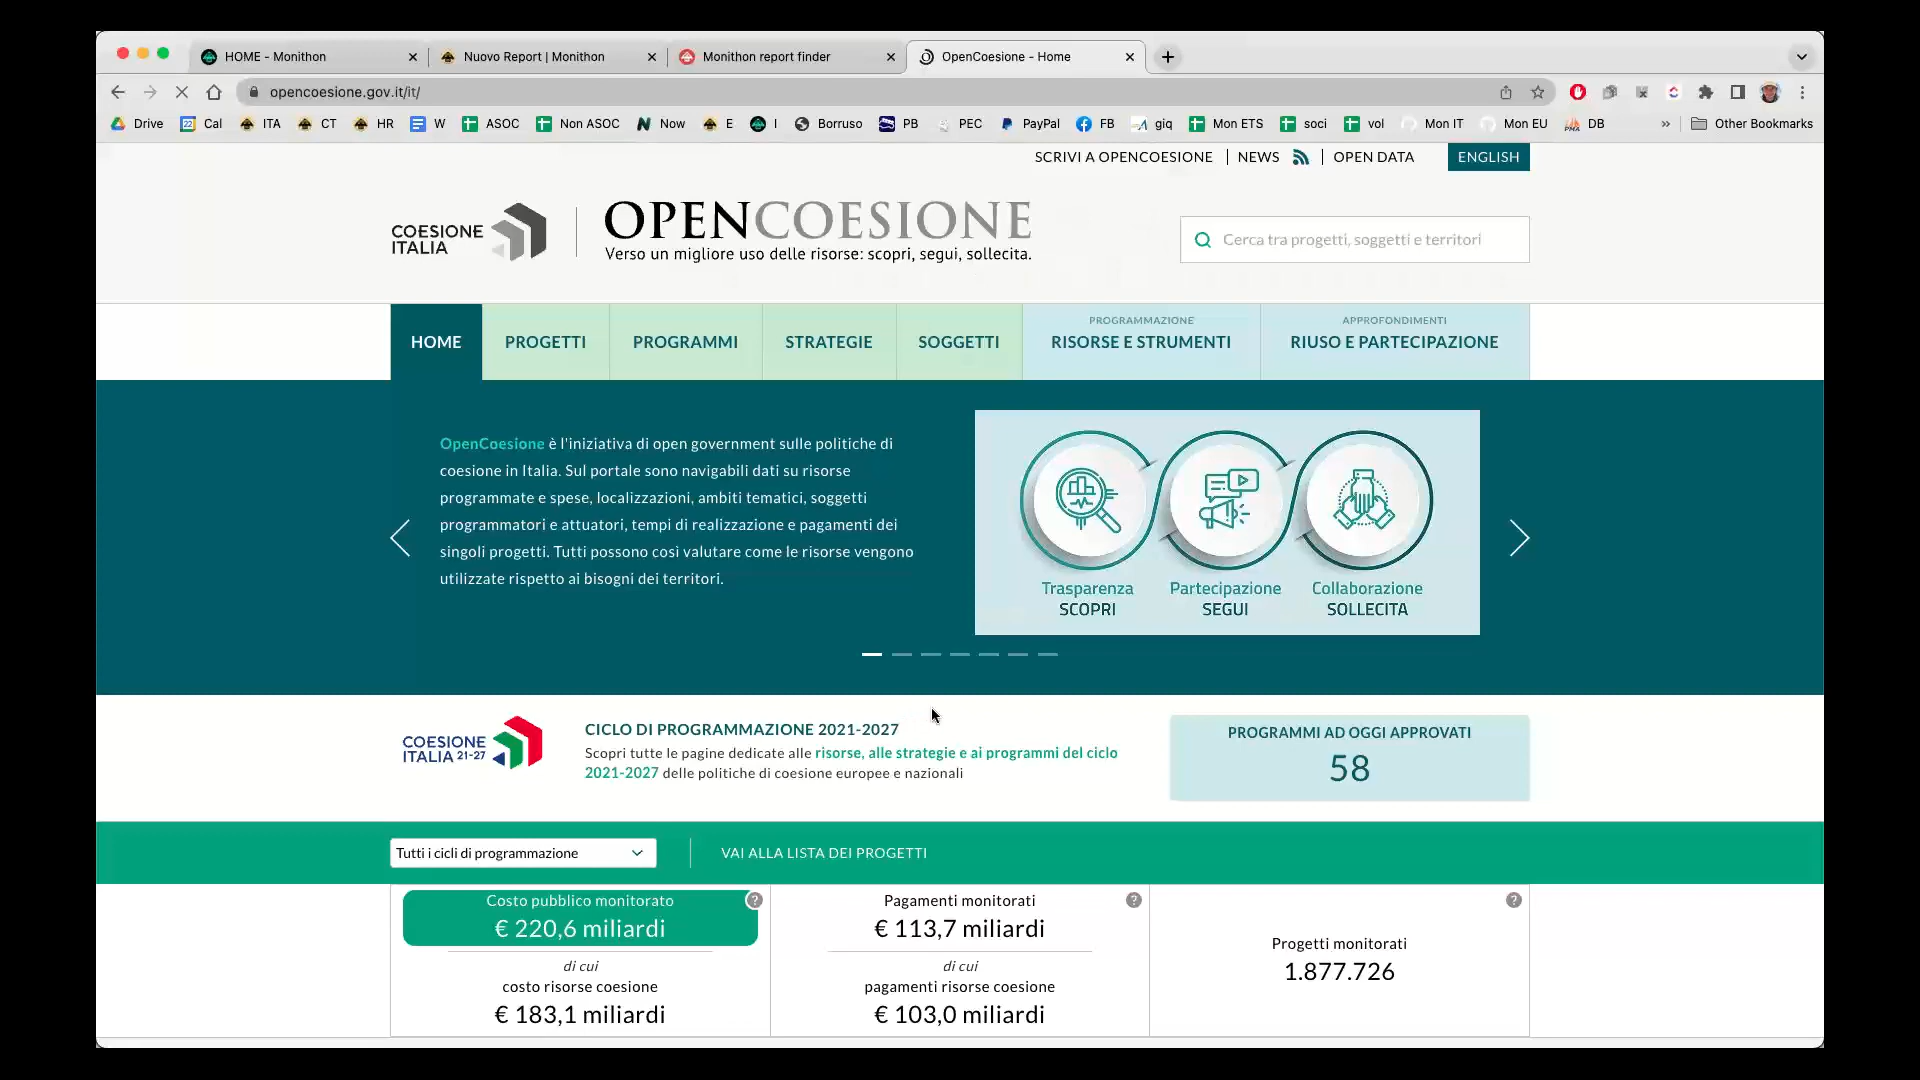 HOME - Monithon
Nuovo Report | Monithon
Monithon report finder
OpenCoesione - Home
opencoesione.gov.it/it/
Drive
22
Cal
ITA
CT
HR
W
ASOC
Non ASOC
Now
E
I
Borruso
PB
PEC
PayPal
FB
giq
Mon ETS
soci
vol
Mon IT
Mon EU
DB
»
Other Bookmarks
SCRIVI A OPENCOESIONE
NEWS
OPEN DATA
ENGLISH
COESIONE
ITALIA
OPENCOESIONE
Verso un migliore uso delle risorse: scopri, segui, sollecita.
Cerca tra progetti, soggetti e territori
HOME
PROGETTI
PROGRAMMI
STRATEGIE
SOGGETTI
PROGRAMMAZIONE
RISORSE E STRUMENTI
APPROFONDIMENTI
RIUSO E PARTECIPAZIONE
OpenCoesione è l'iniziativa di open government sulle politiche di
coesione in Italia. Sul portale sono navigabili dati su risorse
programmate e spese, localizzazioni, ambiti tematici, soggetti
programmatori e attuatori, tempi di realizzazione e pagamenti dei
singoli progetti. Tutti possono così valutare come le risorse vengono
utilizzate rispetto ai bisogni dei territori.
Trasparenza
SCOPRI
Partecipazione
SEGUI
Collaborazione
SOLLECITA
COESIONE
ITALIA 21-27
CICLO DI PROGRAMMAZIONE 2021-2027
Scopri tutte le pagine dedicate alle risorse, alle strategie e ai programmi del ciclo
2021-2027 delle politiche di coesione europee e nazionali
PROGRAMMI AD OGGI APPROVATI
58
Tutti i cicli di programmazione
VAI ALLA LISTA DEI PROGETTI
Costo pubblico monitorato
?
€ 220,6 miliardi
di cui
costo risorse coesione
€ 183,1 miliardi
Pagamenti monitorati
?
€ 113,7 miliardi
di cui
pagamenti risorse coesione
€ 103,0 miliardi
?
Progetti monitorati
1.877.726